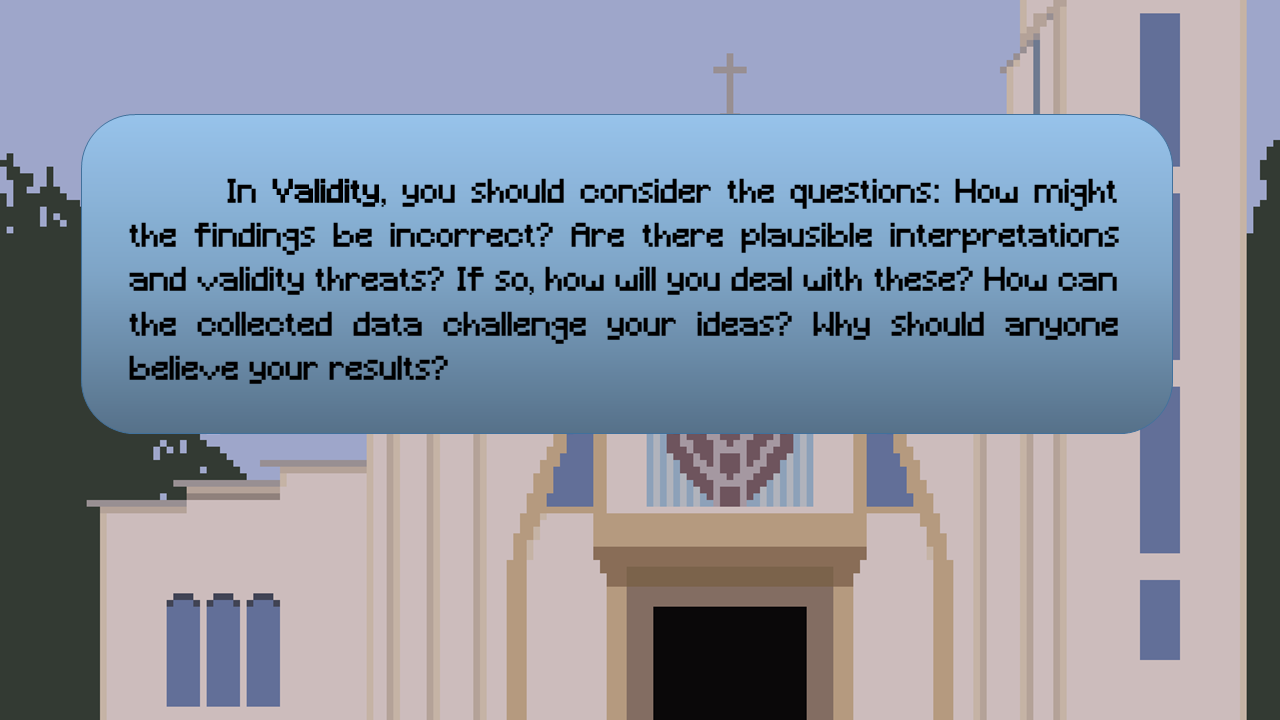 In Validity, you should consider the questions: How might
the findings be incorrect? Are there plausible interpretations
and validity threats? If so, how will you deal with these? How can
the collected data challenge your ideas? Why should anyone
believe your results?